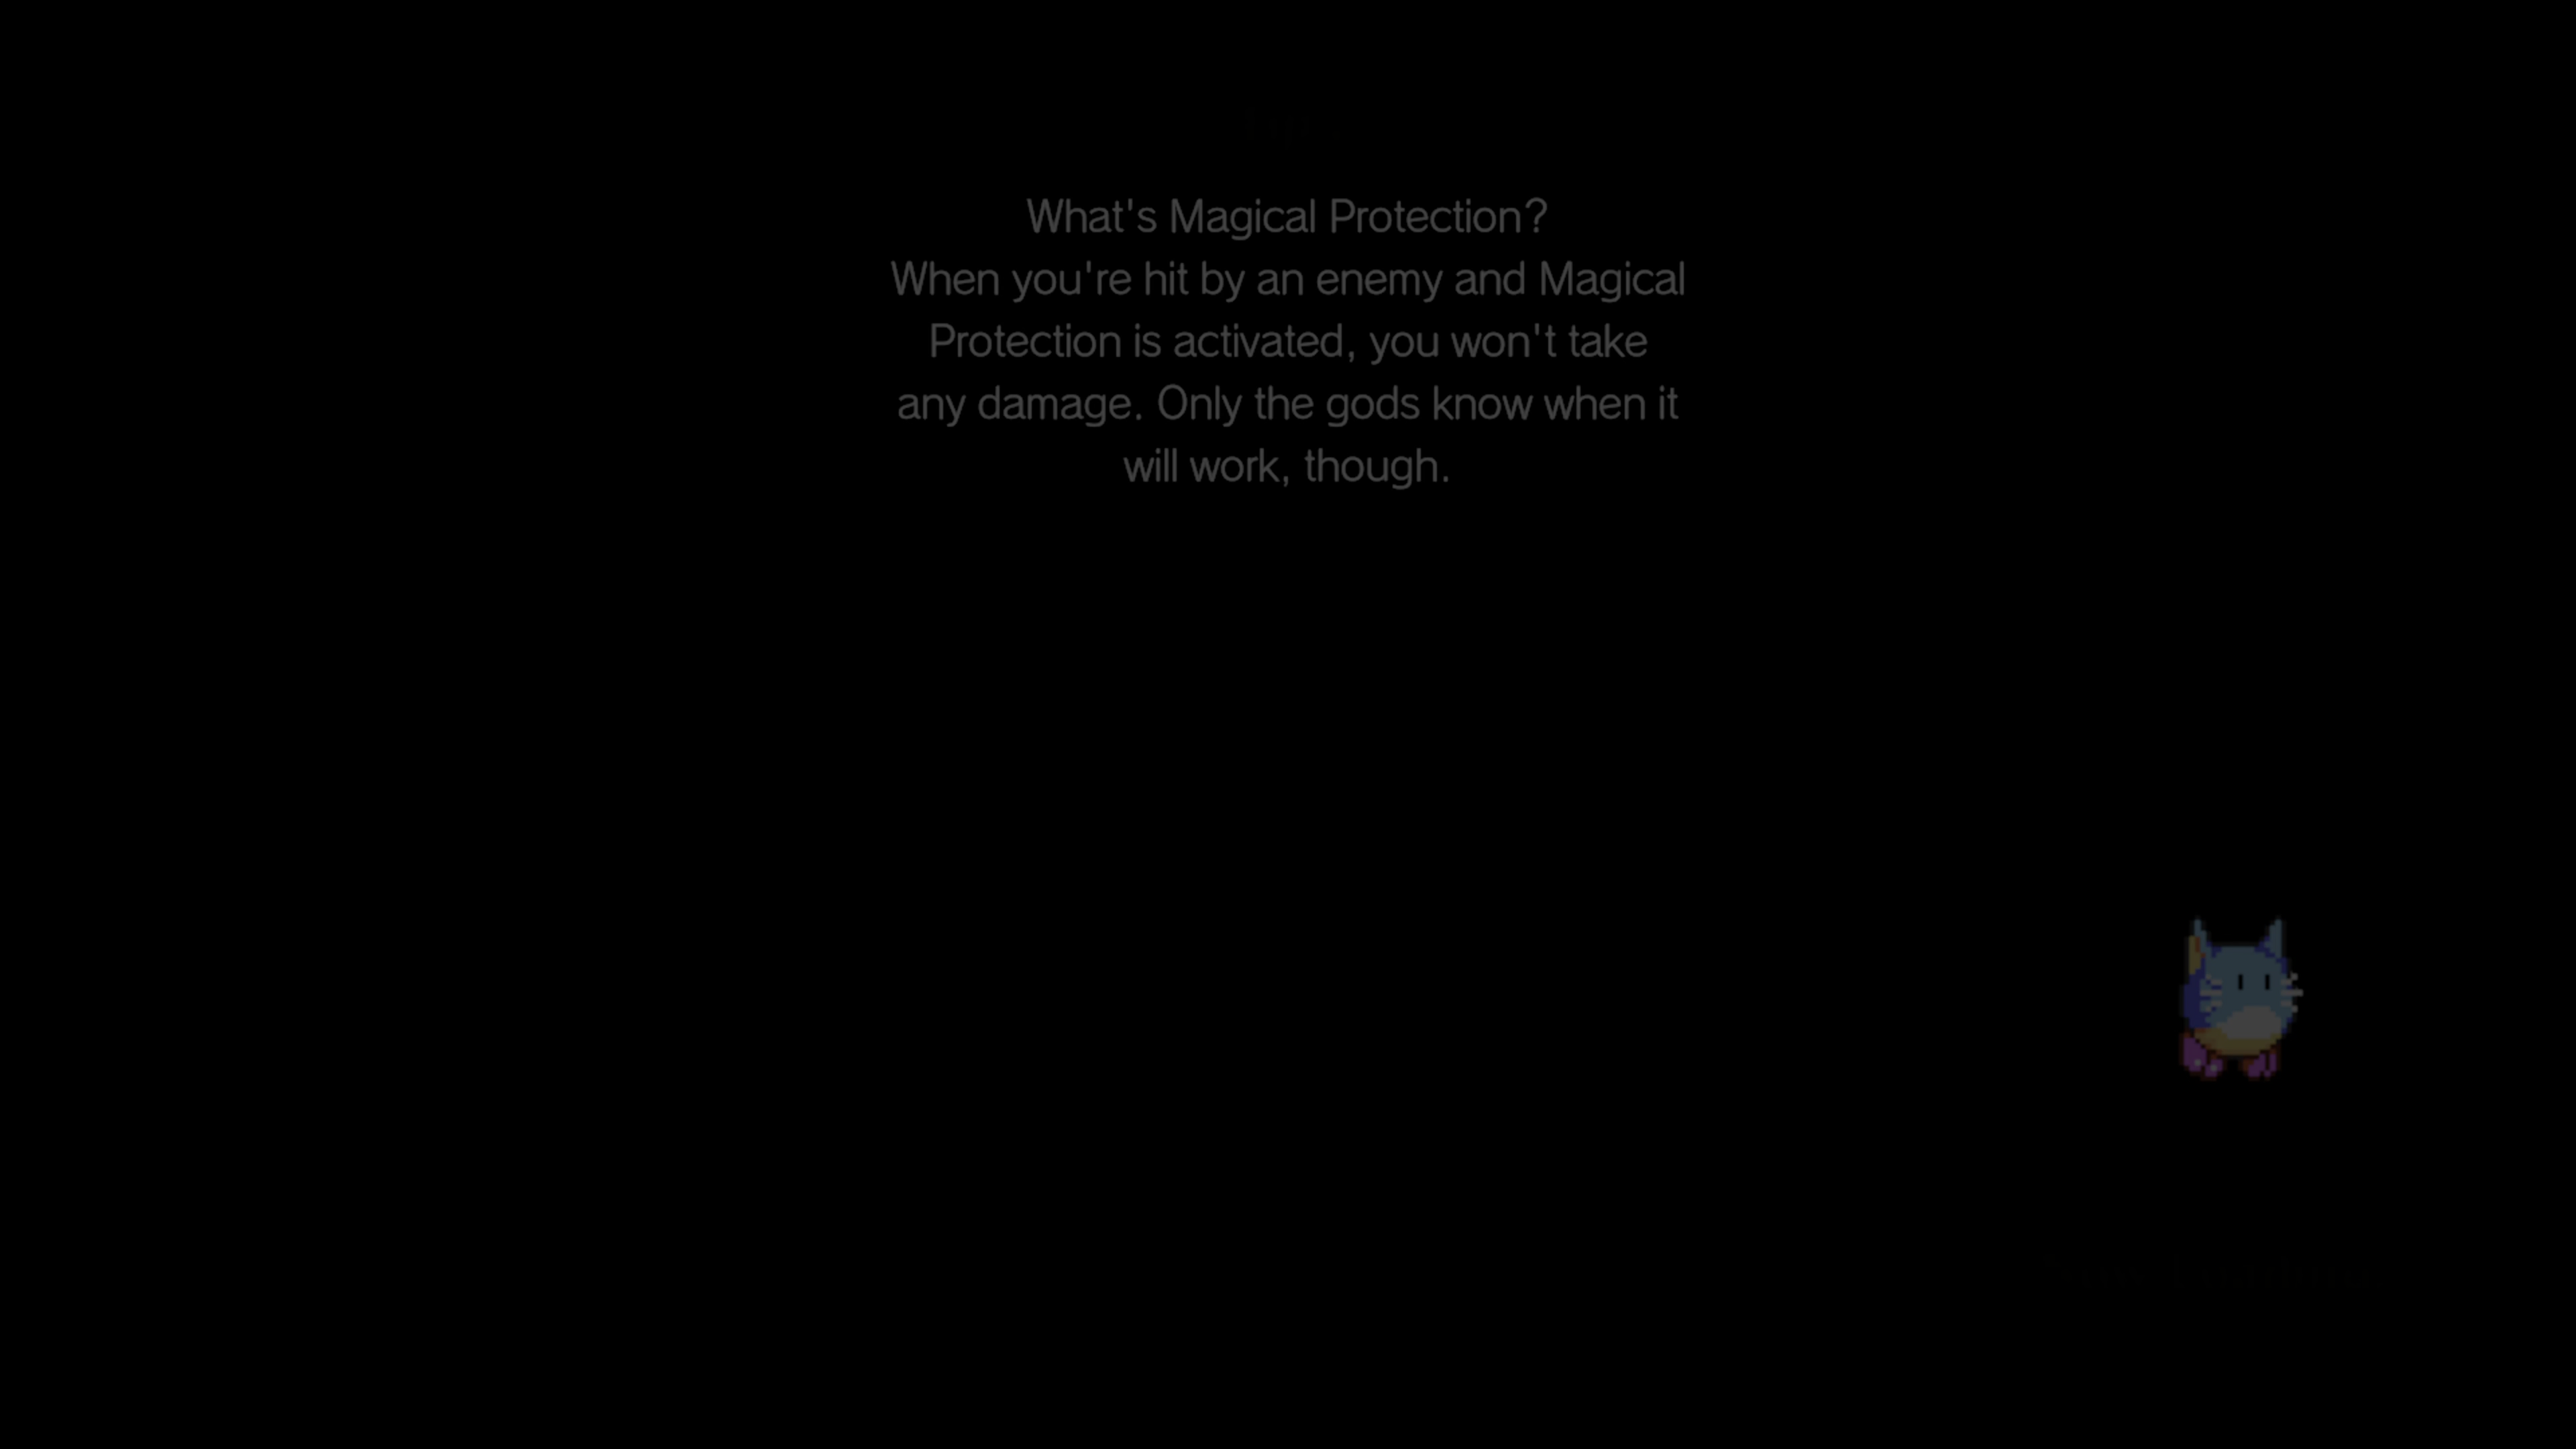 What's Magical Protection?
When you're hit by an enemy and Magical
Protection is activated, you won't take
any damage. Only the gods know when it
will work, though.